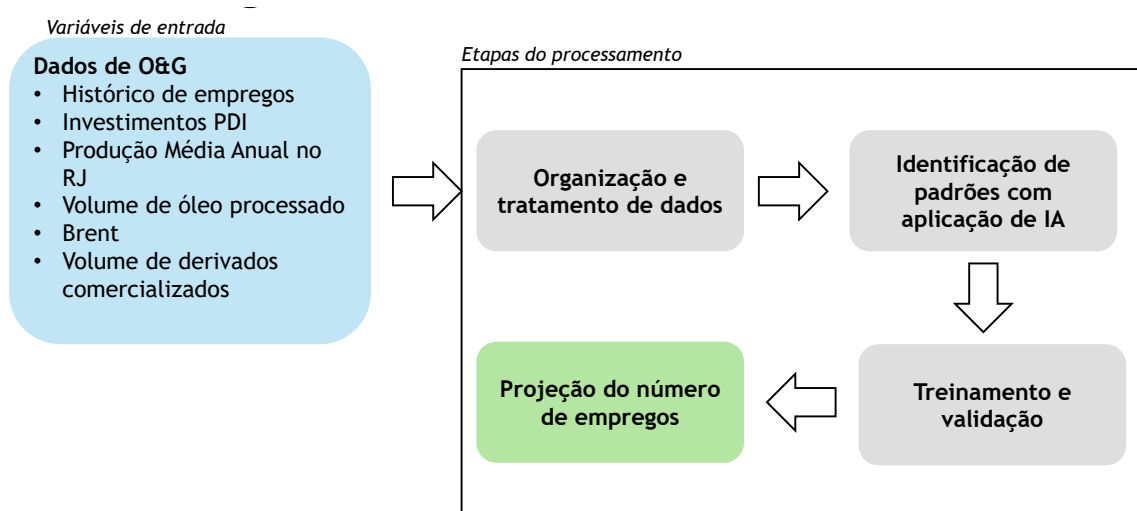 Variáveis de entrada
Dados de O&G
• Histórico de empregos
• Investimentos PDI
• Produção Média Anual no
RJ
• Volume de óleo processado
• Brent
• Volume de derivados
comercializados
Etapas do processamento
Organização e
tratamento de dados
Identificação de
padrões com
aplicação de IA
Treinamento e
validação
Projeção do número
de empregos